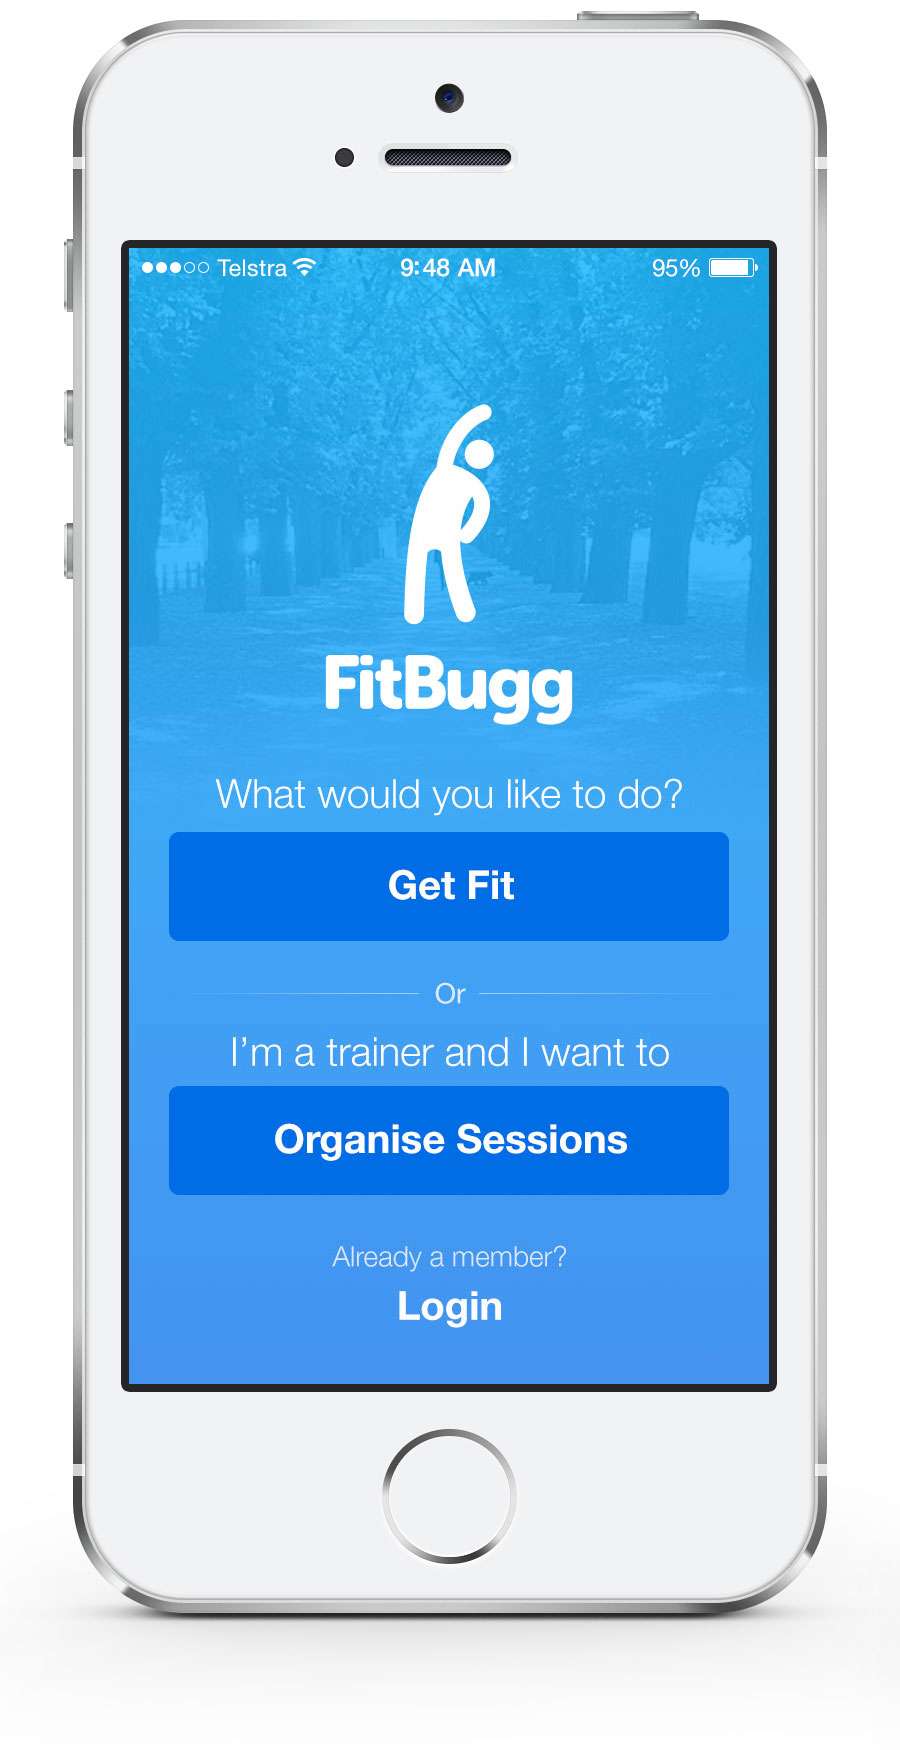 Telstra 9:48 AM 95%
FitBugg
What would you like to do?
Get Fit
Or
I'm a trainer and I want to
Organise Sessions
Already a member?
Login